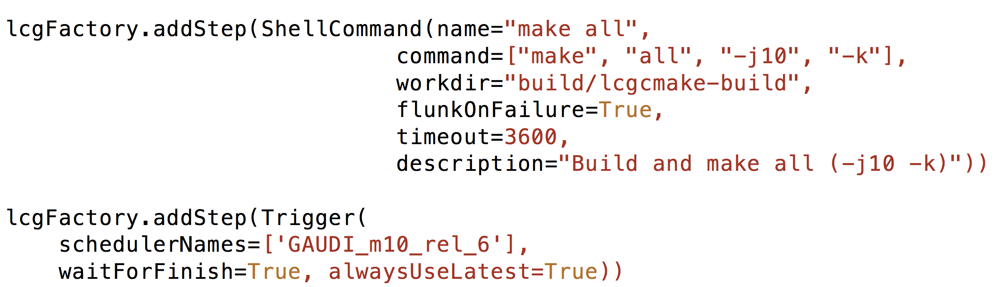 lcgFactory.addStep(ShellCommand(name="make all",
command=["make", "all", "-j10", "-k"],
workdir="build/lcgcmake-build",
flunkOnFailure=True,
timeout=3600,
description="Build and make all (-j10 -k)"))
lcgFactory.addStep(Trigger(
schedulerNames=['GAUDI_m10_rel_6'],
waitForFinish=True, alwaysUseLatest=True))